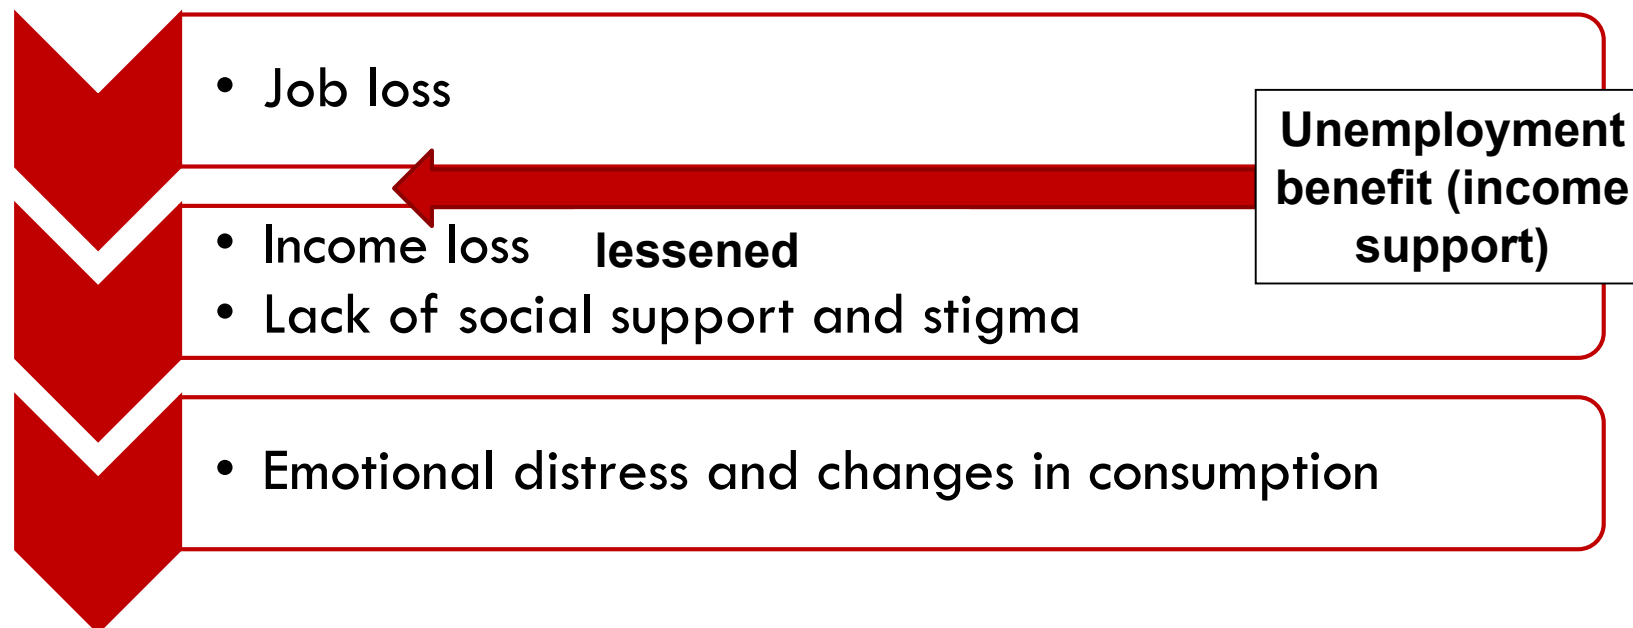 • Job loss
Unemployment
benefit (income
support)
• Income loss lessened
• Lack of social support and stigma
• Emotional distress and changes in consumption